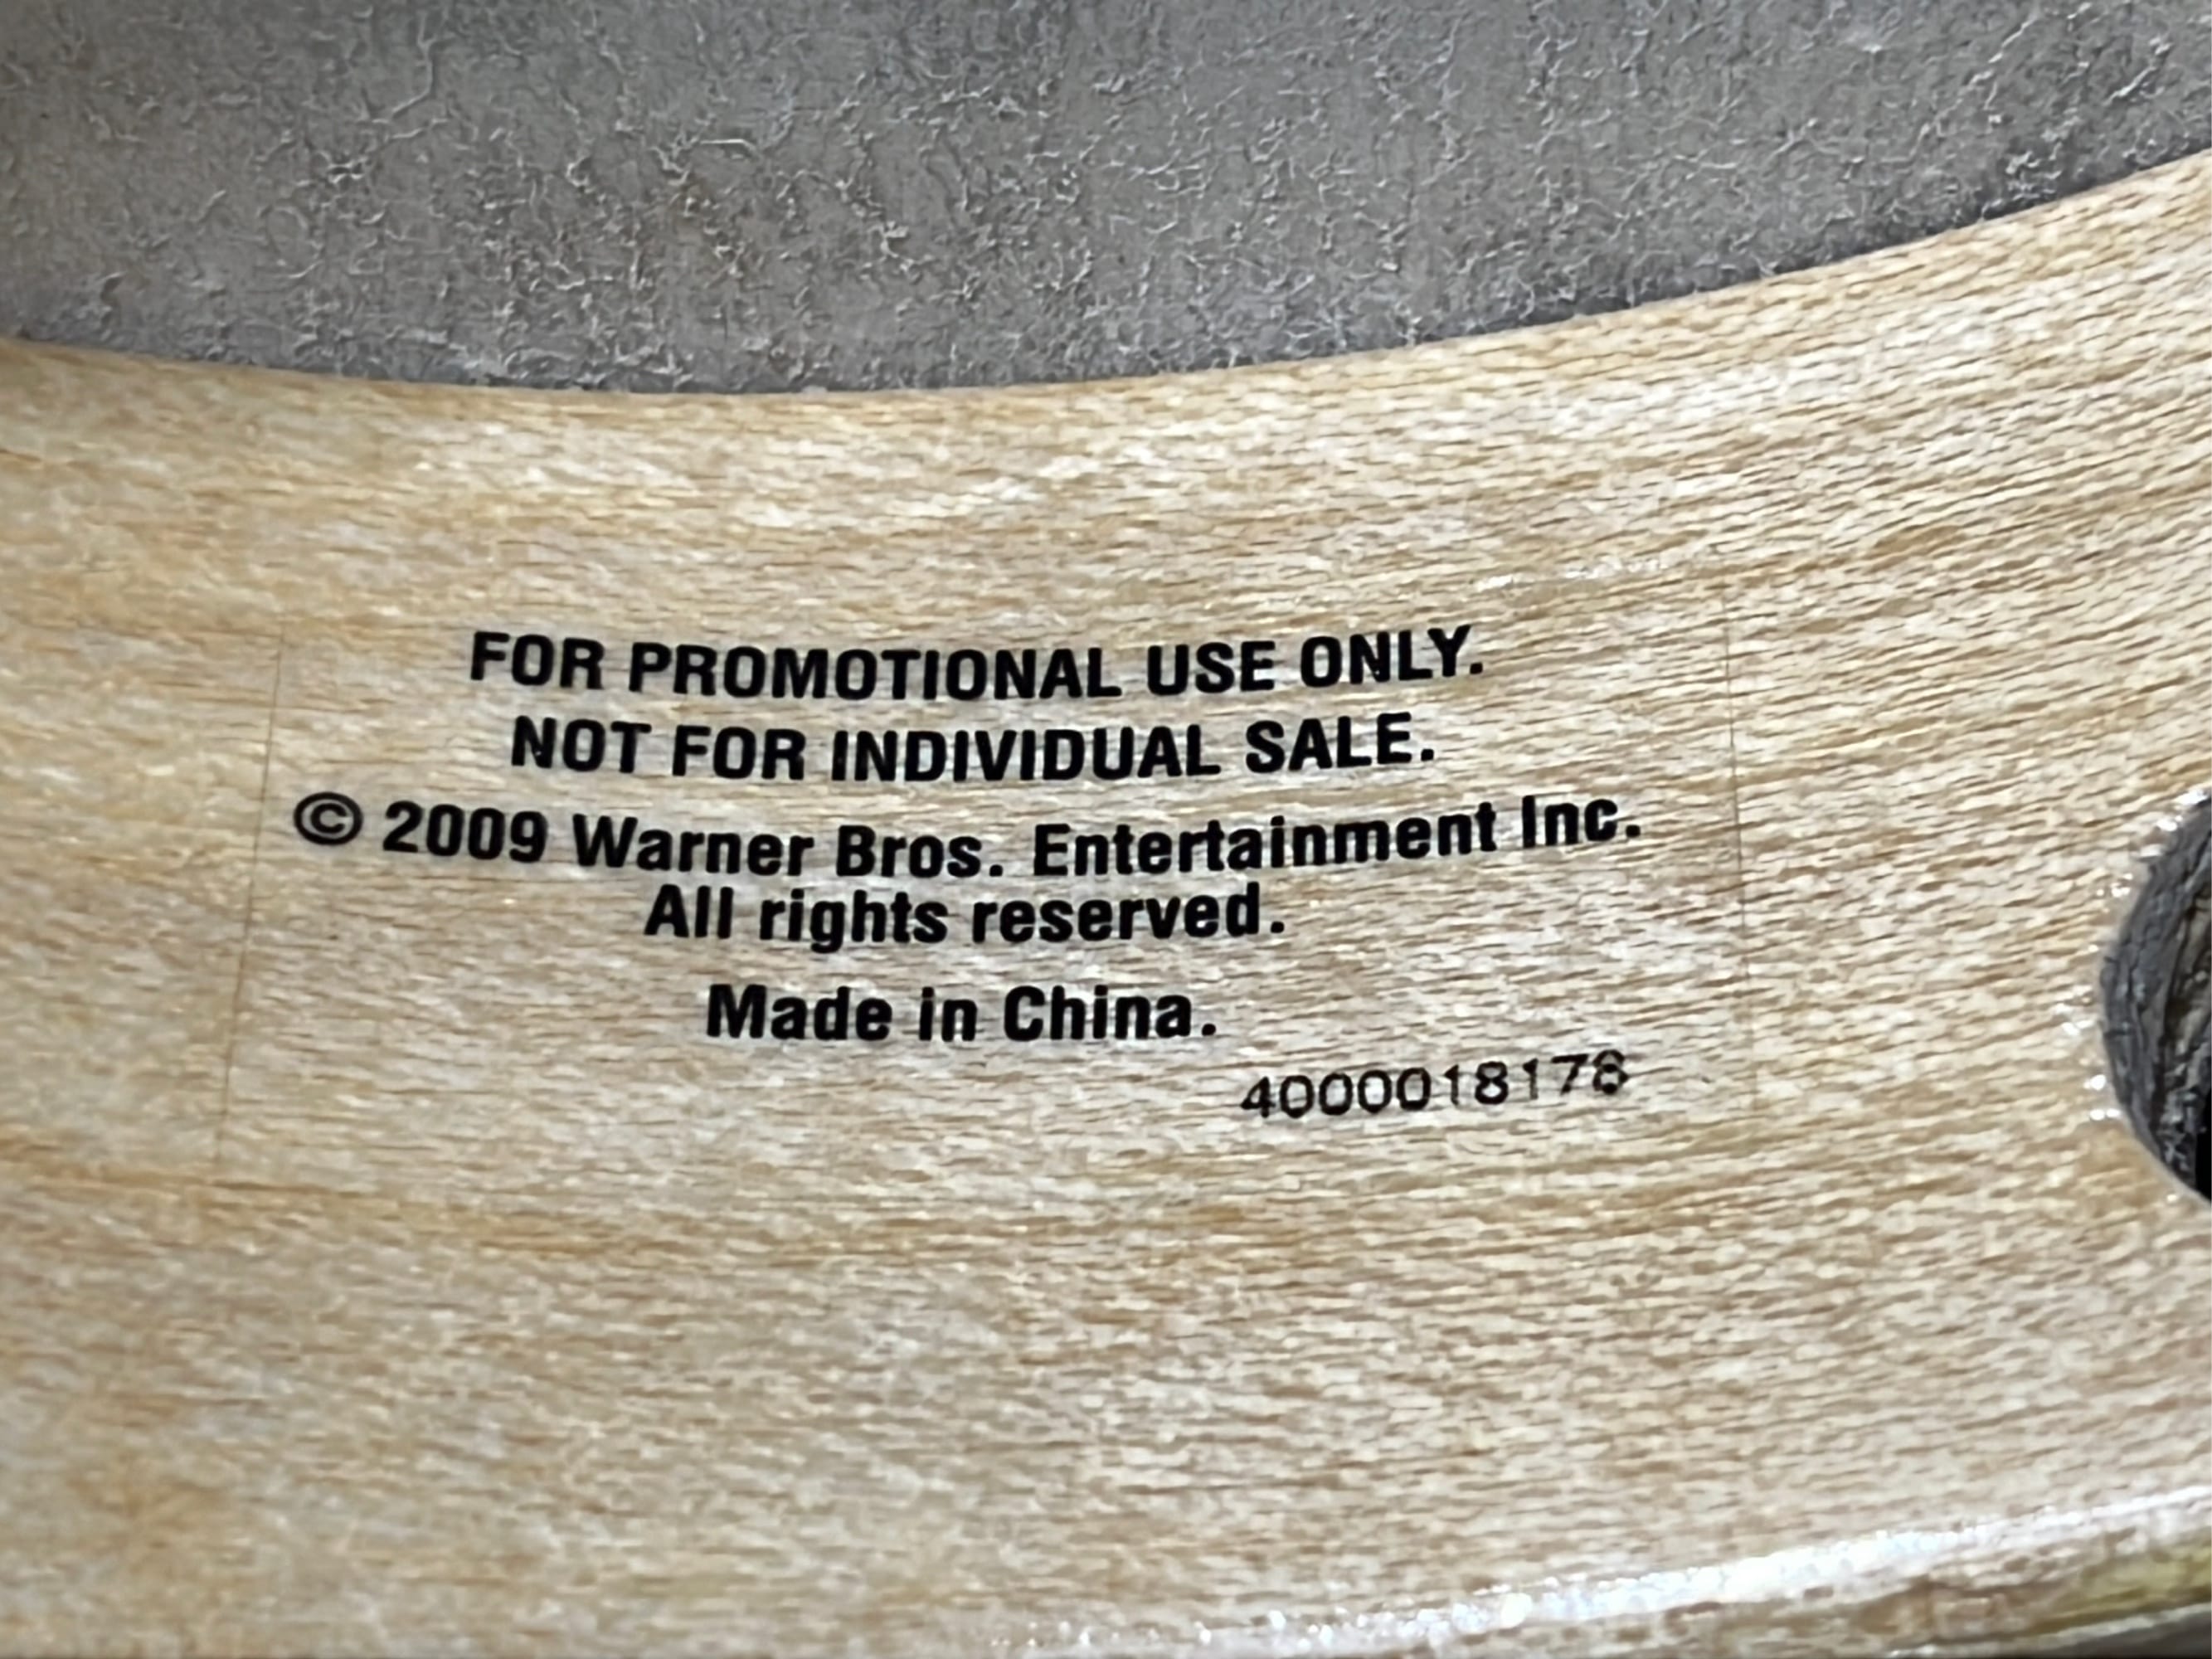 FOR PROMOTIONAL USE ONLY.
NOT FOR INDIVIDUAL SALE.
© 2009 Warner Bros. Entertainment Inc.
All rights reserved.
Made in China.
4000018178